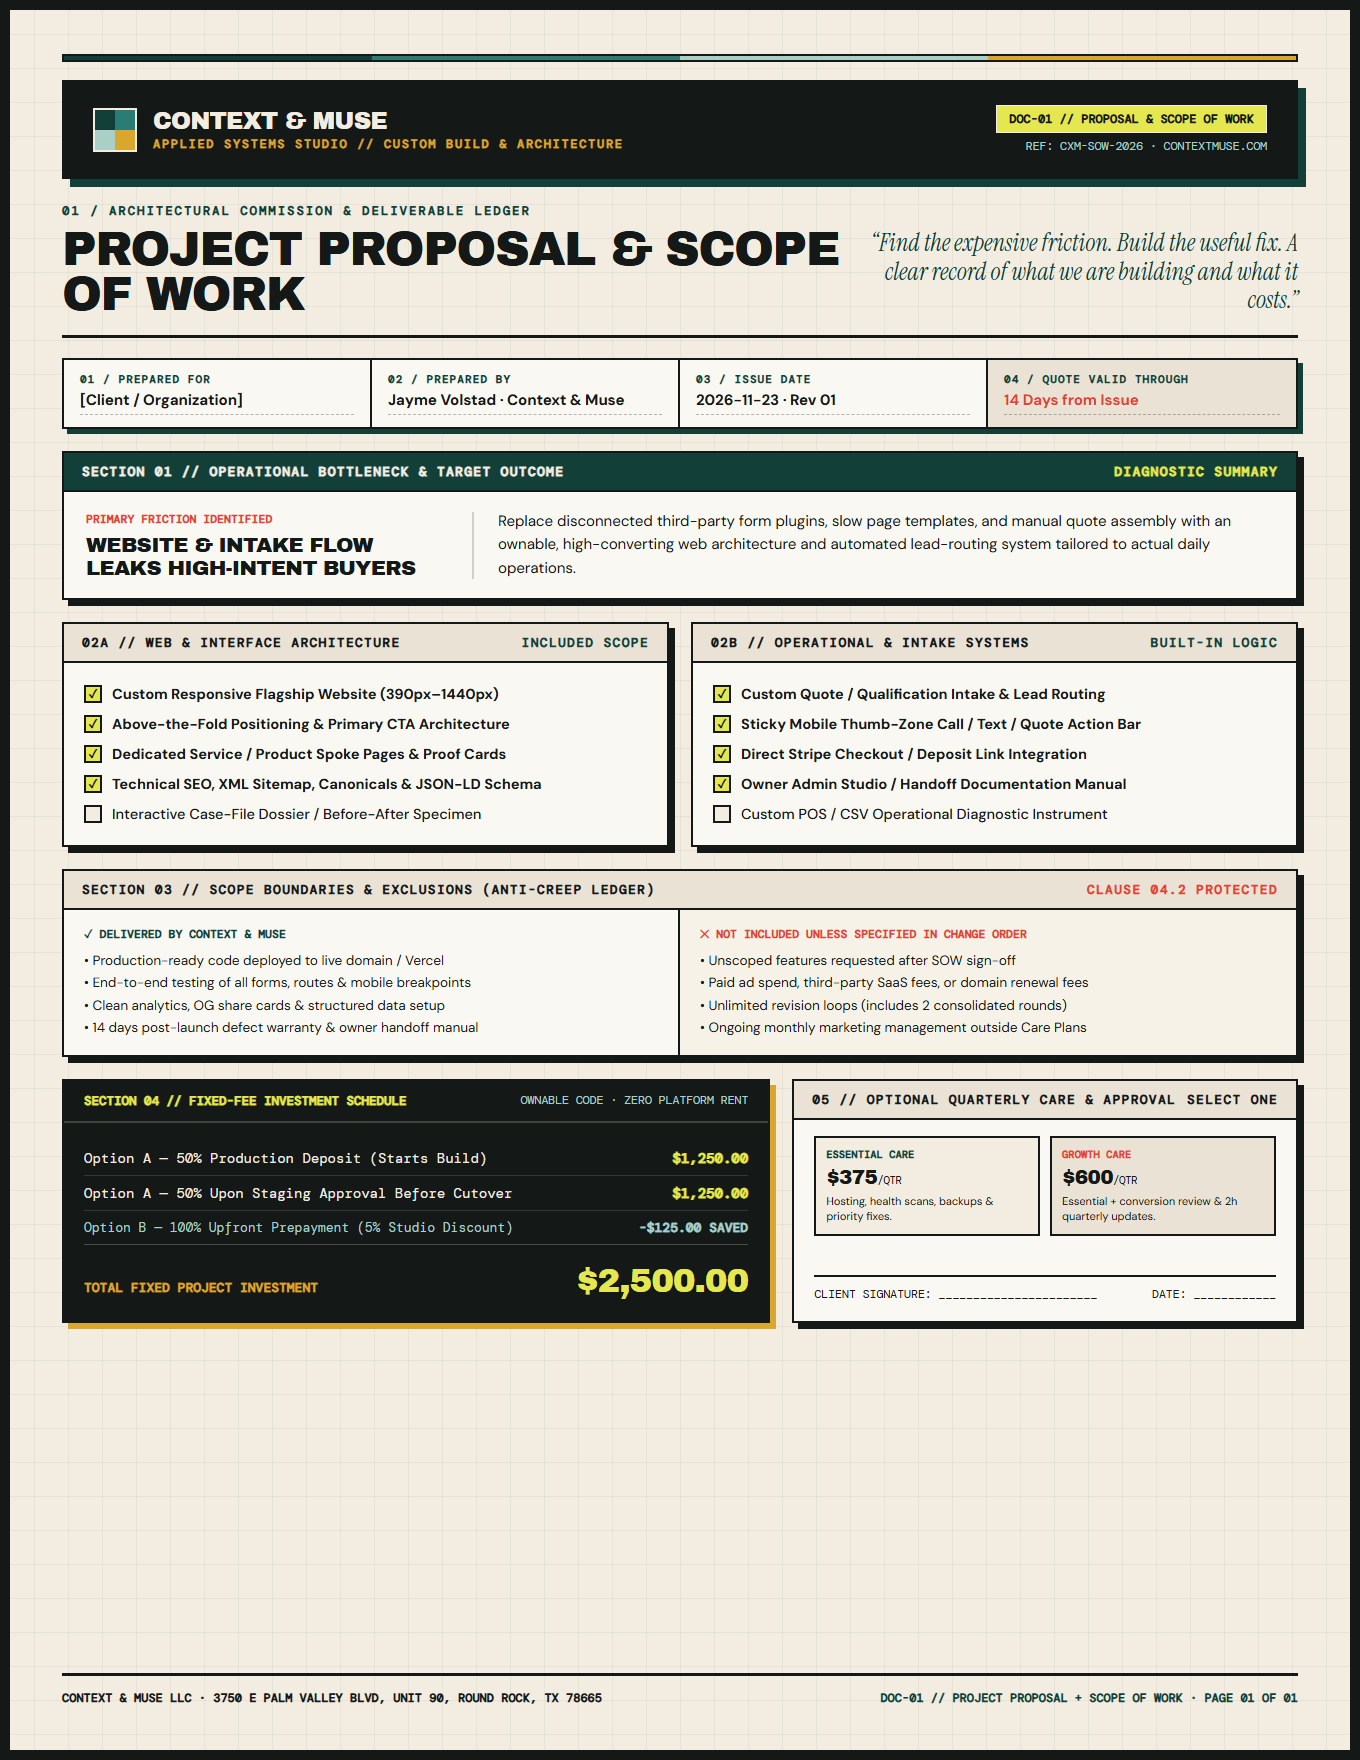 CONTEXT & MUSE
APPLIED SYSTEMS STUDIO // CUSTOM BUILD & ARCHITECTURE
DOC-01 // PROPOSAL & SCOPE OF WORK
REF: CXM-SOW-2026 · CONTEXTMUSE.COM
01 / ARCHITECTURAL COMMISSION & DELIVERABLE LEDGER
PROJECT PROPOSAL & SCOPE
OF WORK
“Find the expensive friction. Build the useful fix. A
clear record of what we are building and what it
costs.”
01 / PREPARED FOR
[Client / Organization]
02 / PREPARED BY
Jayme Volstad · Context & Muse
03 / ISSUE DATE
2026-11-23 · Rev 01
04 / QUOTE VALID THROUGH
14 Days from Issue
SECTION 01 // OPERATIONAL BOTTLENECK & TARGET OUTCOME
DIAGNOSTIC SUMMARY
PRIMARY FRICTION IDENTIFIED
WEBSITE & INTAKE FLOW
LEAKS HIGH-INTENT BUYERS
Replace disconnected third-party form plugins, slow page templates, and manual quote assembly with an
ownable, high-converting web architecture and automated lead-routing system tailored to actual daily
operations.
02A // WEB & INTERFACE ARCHITECTURE
INCLUDED SCOPE
✓ Custom Responsive Flagship Website (390px–1440px)
✓ Above-the-Fold Positioning & Primary CTA Architecture
✓ Dedicated Service / Product Spoke Pages & Proof Cards
✓ Technical SEO, XML Sitemap, Canonicals & JSON-LD Schema
Interactive Case-File Dossier / Before-After Specimen
02B // OPERATIONAL & INTAKE SYSTEMS
BUILT-IN LOGIC
✓ Custom Quote / Qualification Intake & Lead Routing
✓ Sticky Mobile Thumb-Zone Call / Text / Quote Action Bar
✓ Direct Stripe Checkout / Deposit Link Integration
✓ Owner Admin Studio / Handoff Documentation Manual
Custom POS / CSV Operational Diagnostic Instrument
SECTION 03 // SCOPE BOUNDARIES & EXCLUSIONS (ANTI-CREEP LEDGER)
CLAUSE 04.2 PROTECTED
✓ DELIVERED BY CONTEXT & MUSE
• Production-ready code deployed to live domain / Vercel
• End-to-end testing of all forms, routes & mobile breakpoints
• Clean analytics, OG share cards & structured data setup
• 14 days post-launch defect warranty & owner handoff manual
✕ NOT INCLUDED UNLESS SPECIFIED IN CHANGE ORDER
• Unscoped features requested after SOW sign-off
• Paid ad spend, third-party SaaS fees, or domain renewal fees
• Unlimited revision loops (includes 2 consolidated rounds)
• Ongoing monthly marketing management outside Care Plans
SECTION 04 // FIXED-FEE INVESTMENT SCHEDULE
OWNABLE CODE · ZERO PLATFORM RENT
Option A — 50% Production Deposit (Starts Build) $1,250.00
Option A — 50% Upon Staging Approval Before Cutover $1,250.00
Option B — 100% Upfront Prepayment (5% Studio Discount) -$125.00 SAVED
TOTAL FIXED PROJECT INVESTMENT $2,500.00
05 // OPTIONAL QUARTERLY CARE & APPROVAL SELECT ONE
ESSENTIAL CARE
$375/QTR
Hosting, health scans, backups &
priority fixes.
GROWTH CARE
$600/QTR
Essential + conversion review & 2h
quarterly updates.
CLIENT SIGNATURE: _______________________ DATE: ____________
CONTEXT & MUSE LLC · 3750 E PALM VALLEY BLVD, UNIT 90, ROUND ROCK, TX 78665
DOC-01 // PROJECT PROPOSAL + SCOPE OF WORK · PAGE 01 OF 01